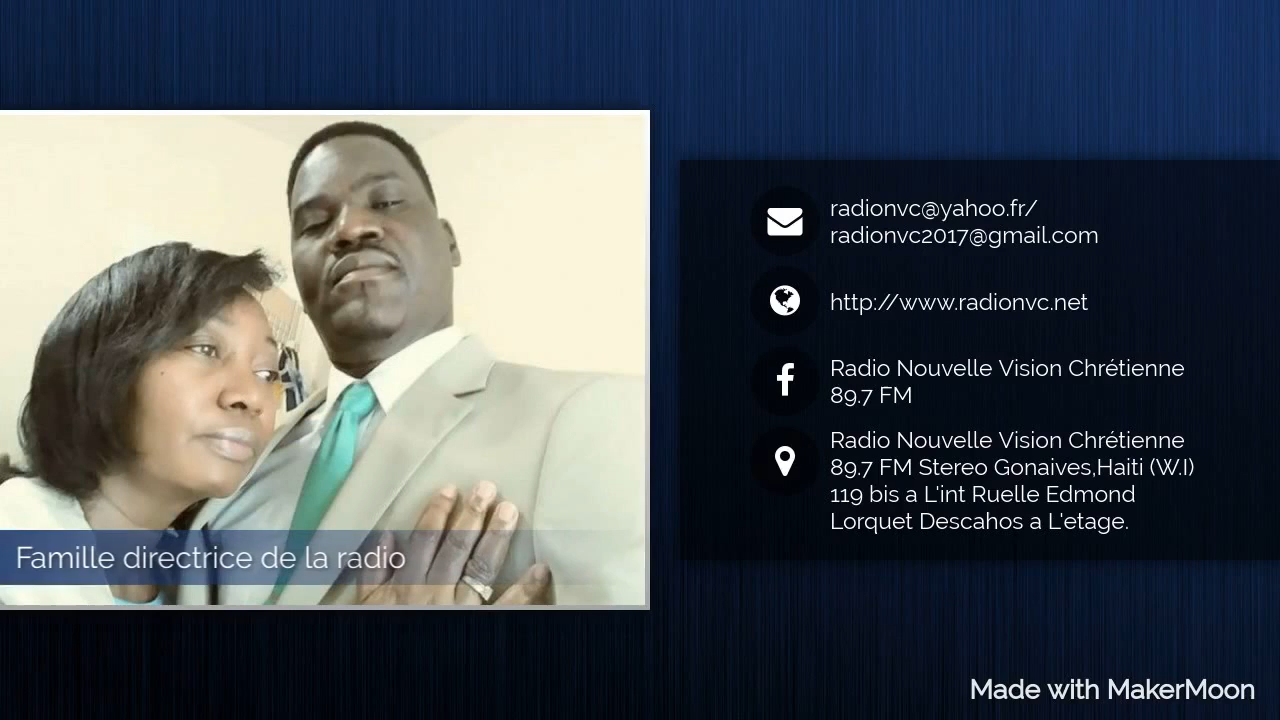 Famille directrice de la radio
radionvc@yahoo.fr/
radionvc2017@gmail.com
http://www.radionvc.net
Radio Nouvelle Vision Chrétienne
89.7 FM
Radio Nouvelle Vision Chrétienne
89.7 FM Stereo Gonaives,Haiti (W.I)
119 bis a L'int Ruelle Edmond
Lorquet Descahos a L'etage.
Made with MakerMoon